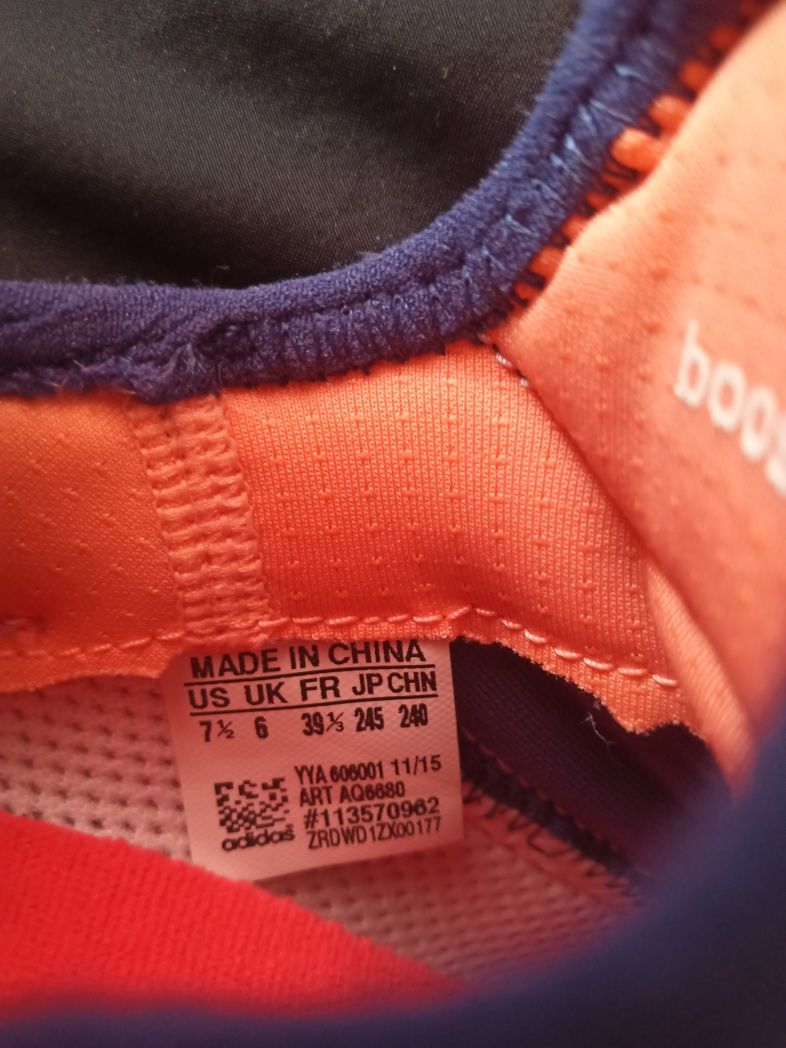 boos
MADE IN CHINA
US UK FR JP CHN
7½ 6 39⅓ 245 240
YYA 606001 11/15
ART AQ6680
#113570962
adidas
ZRDWD1ZX00177